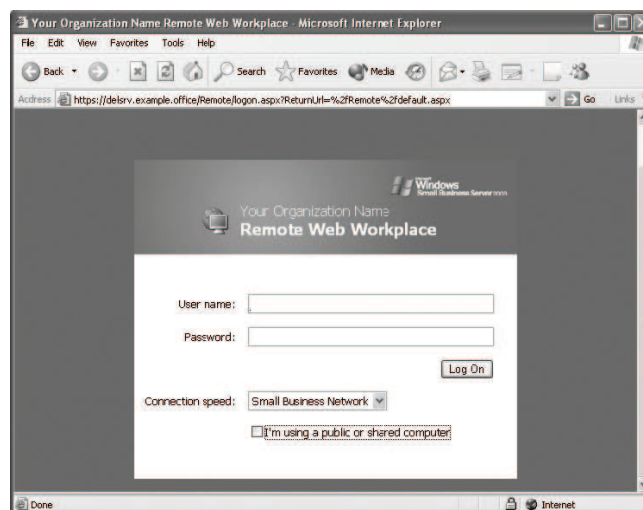 Your Organization Name Remote Web Workplace - Microsoft Internet Explorer
File Edit View Favorites Tools Help
Back Search Favorites Media
Address https://delsrv.example.office/Remote/logon.aspx?ReturnUrl=%2fRemote%2fdefault.aspx Go Links
Windows
Small Business Server 2003
Your Organization Name
Remote Web Workplace
User name:
Password:
Log On
Connection speed: Small Business Network
I'm using a public or shared computer
Done Internet